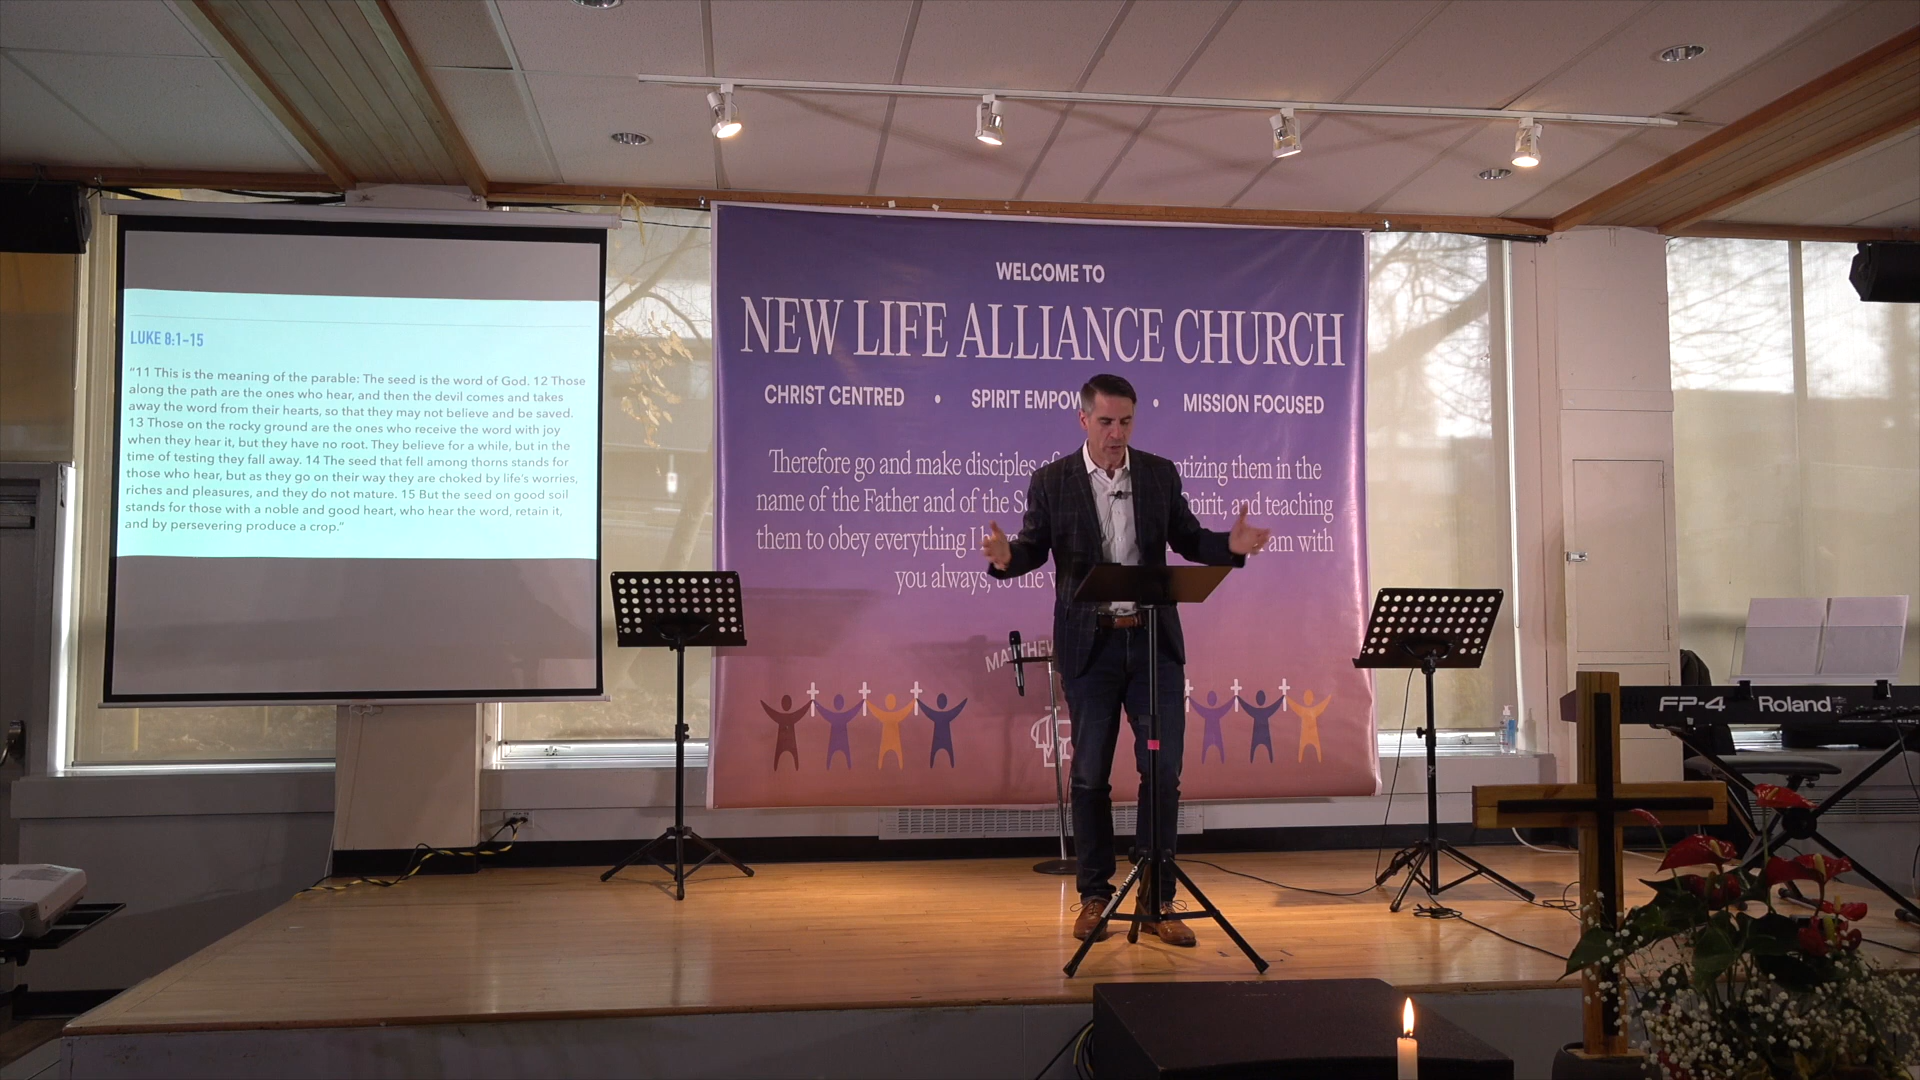 LUKE 8:1-15
"11 This is the meaning of the parable: The seed is the word of God. 12 Those
along the path are the ones who hear, and then the devil comes and takes
away the word from their hearts, so that they may not believe and be saved.
13 Those on the rocky ground are the ones who receive the word with joy
when they hear it, but they have no root. They believe for a while, but in the
time of testing they fall away. 14 The seed that fell among thorns stands for
those who hear, but as they go on their way they are choked by life's worries,
riches and pleasures, and they do not mature. 15 But the seed on good soil
stands for those with a noble and good heart, who hear the word, retain it,
and by persevering produce a crop."
WELCOME TO
NEW LIFE ALLIANCE CHURCH
CHRIST CENTRED • SPIRIT EMPOW • MISSION FOCUSED
Therefore go and make disciples of ptizing them in the
name of the Father and of the So Spirit, and teaching
them to obey everything I have am with
you always, to the
MATTHEW
FP-4 Roland